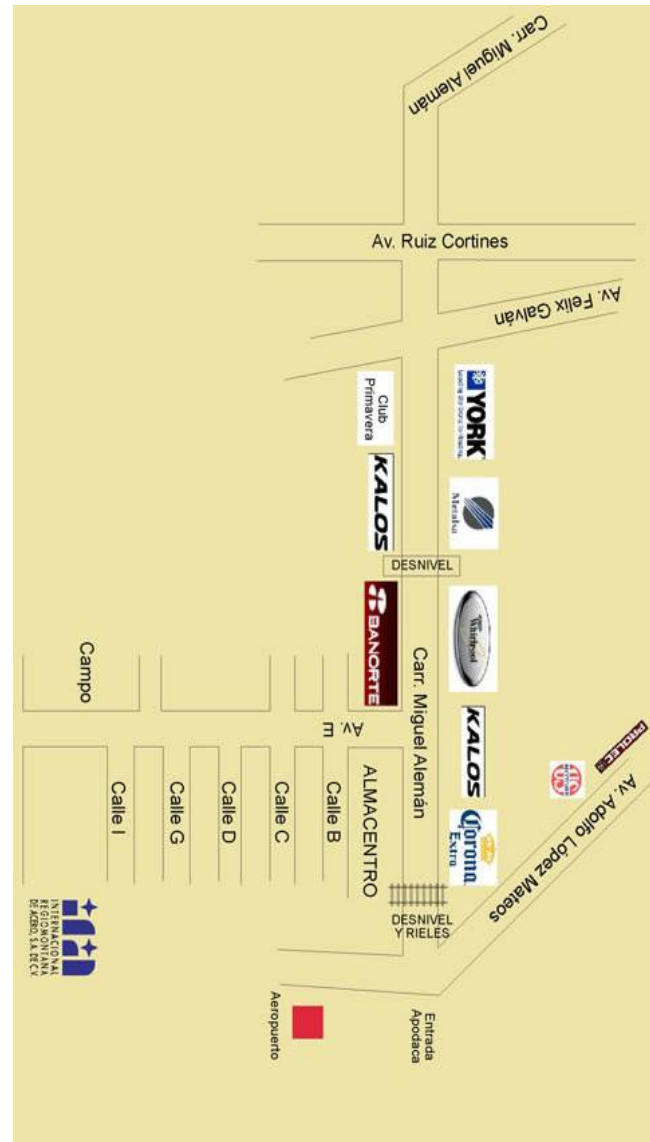 Carr. Miguel Alemán
Av. Ruiz Cortines
Av. Felix Galván
YORK
Club
Primavera
KALOS
Metalsa
DESNIVEL
BANORTE
Whirlpool
Carr. Miguel Alemán
KALOS
Corona
Extra
PROLEC
Av. Adolfo López Mateos
Campo
Av. E
ALMACENTRO
Calle B
Calle C
Calle D
Calle G
Calle I
DESNIVEL
Y RIELES
Entrada
Apodaca
Aeropuerto
INTERNACIONAL
REGIOMONTANA
DE ACERO, S.A. DE C.V.